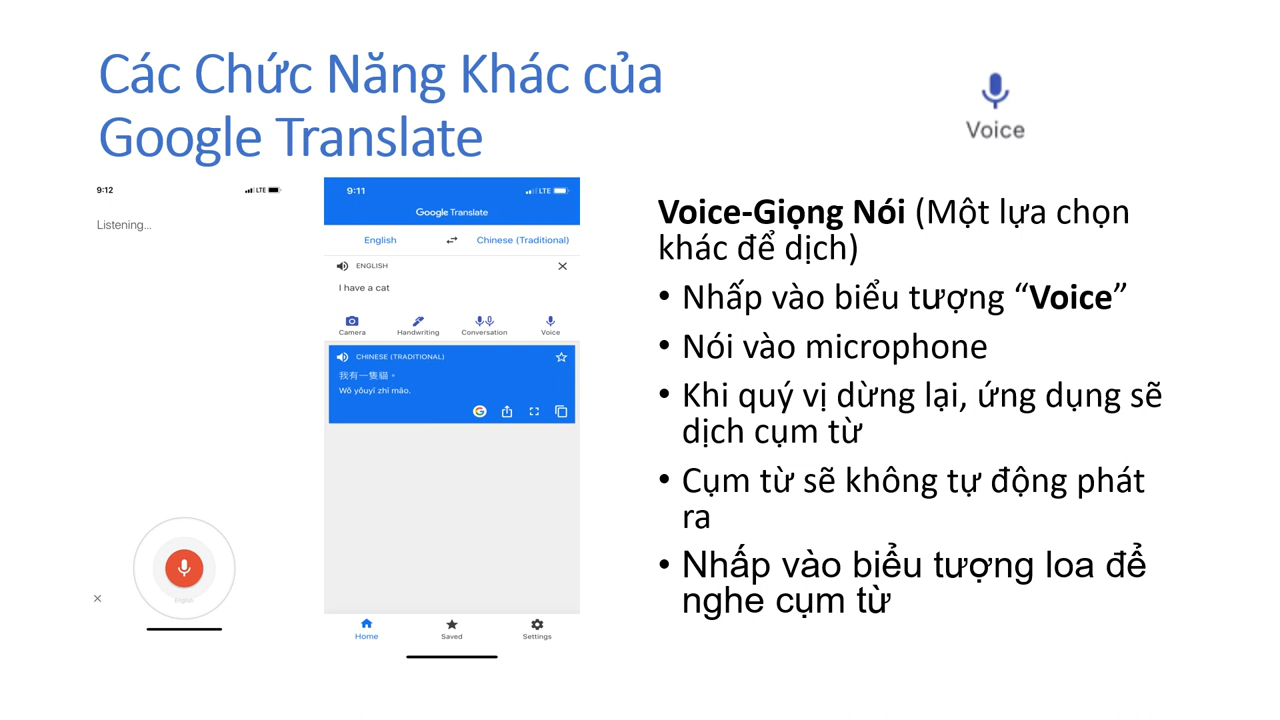 Các Chức Năng Khác của
Google Translate
Voice
9:12
LTE
Listening...
English
9:11
LTE
Google Translate
English
Chinese (Traditional)
ENGLISH
I have a cat
Camera
Handwriting
Conversation
Voice
CHINESE (TRADITIONAL)
我有一隻貓。
Wǒ yǒuyī zhī māo.
Home
Saved
Settings
Voice-Giọng Nói (Một lựa chọn
khác để dịch)
• Nhấp vào biểu tượng “Voice”
• Nói vào microphone
• Khi quý vị dừng lại, ứng dụng sẽ
dịch cụm từ
• Cụm từ sẽ không tự động phát
ra
• Nhấp vào biểu tượng loa để
nghe cụm từ